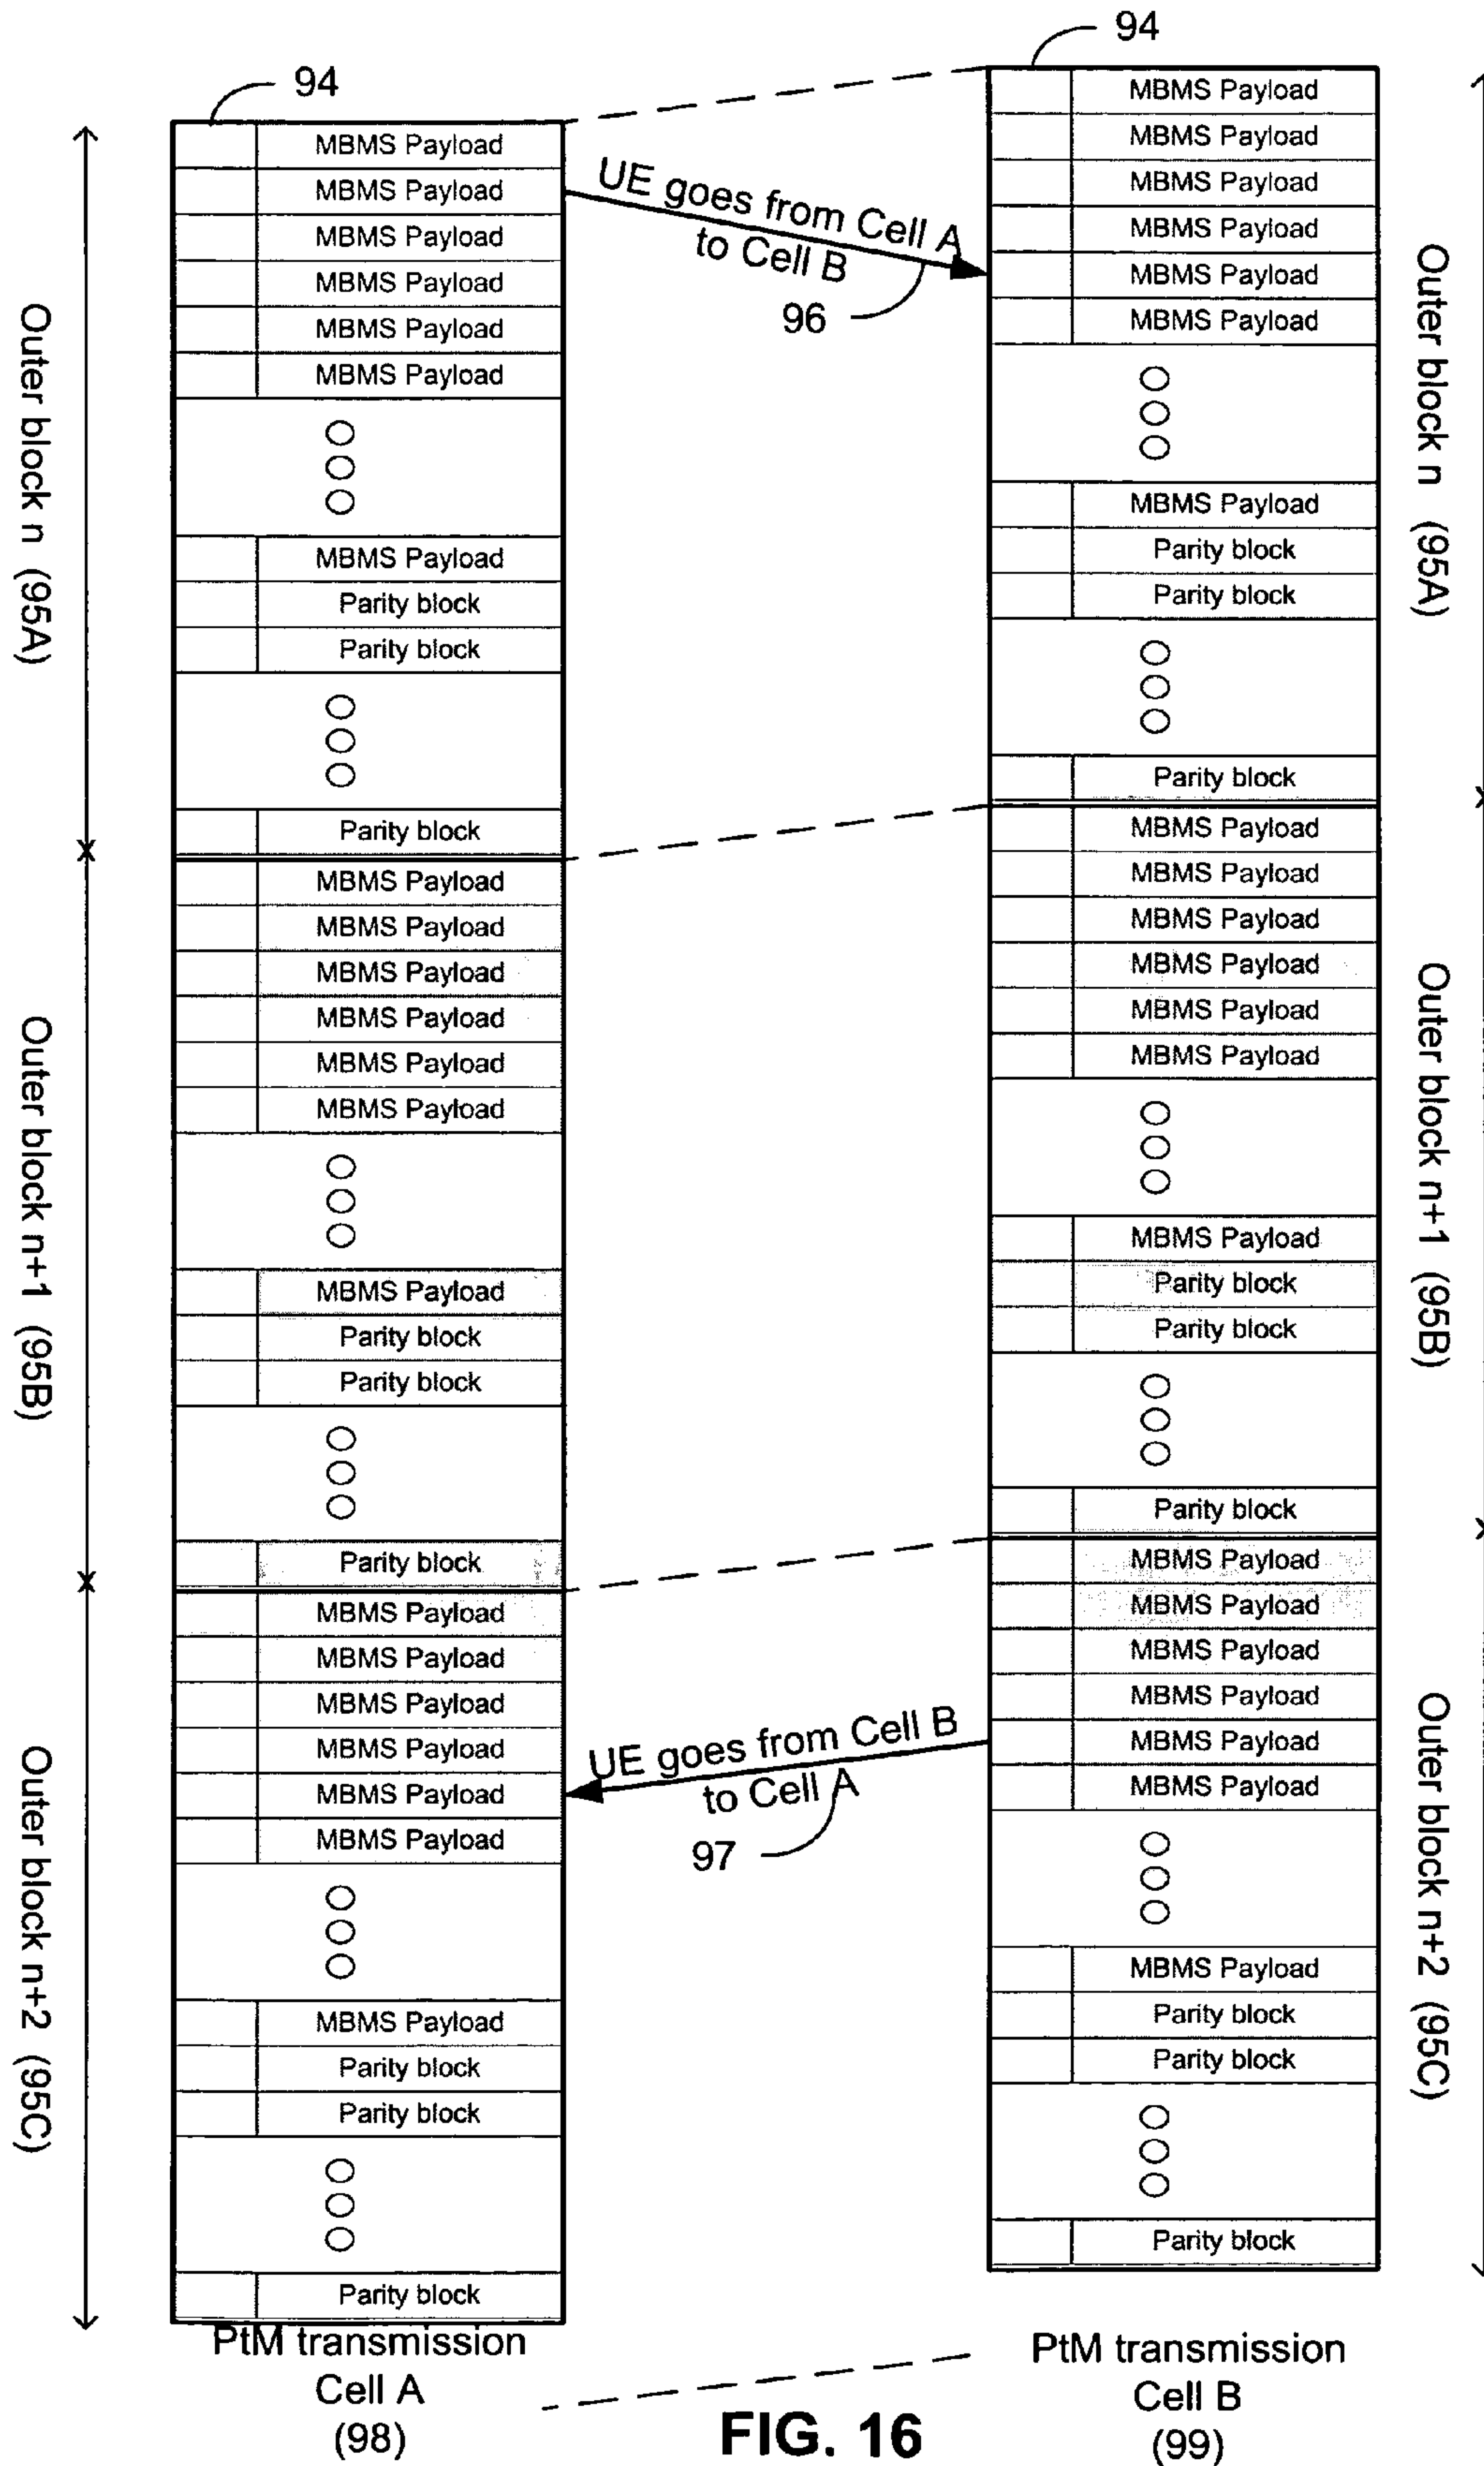 94
94
Outer block n (95A)
MBMS Payload
MBMS Payload
MBMS Payload
MBMS Payload
MBMS Payload
MBMS Payload
MBMS Payload
Parity block
Parity block
Parity block
Outer block n+1 (95B)
MBMS Payload
MBMS Payload
MBMS Payload
MBMS Payload
MBMS Payload
MBMS Payload
MBMS Payload
Parity block
Parity block
Parity block
Outer block n+2 (95C)
MBMS Payload
MBMS Payload
MBMS Payload
MBMS Payload
MBMS Payload
MBMS Payload
MBMS Payload
Parity block
Parity block
Parity block
PtM transmission
Cell A
(98)
UE goes from Cell A
to Cell B
96
UE goes from Cell B
to Cell A
97
MBMS Payload
MBMS Payload
MBMS Payload
MBMS Payload
MBMS Payload
MBMS Payload
MBMS Payload
Parity block
Parity block
Parity block
Outer block n (95A)
MBMS Payload
MBMS Payload
MBMS Payload
MBMS Payload
MBMS Payload
MBMS Payload
MBMS Payload
Parity block
Parity block
Parity block
Outer block n+1 (95B)
MBMS Payload
MBMS Payload
MBMS Payload
MBMS Payload
MBMS Payload
MBMS Payload
MBMS Payload
Parity block
Parity block
Parity block
Outer block n+2 (95C)
PtM transmission
Cell B
(99)
FIG. 16